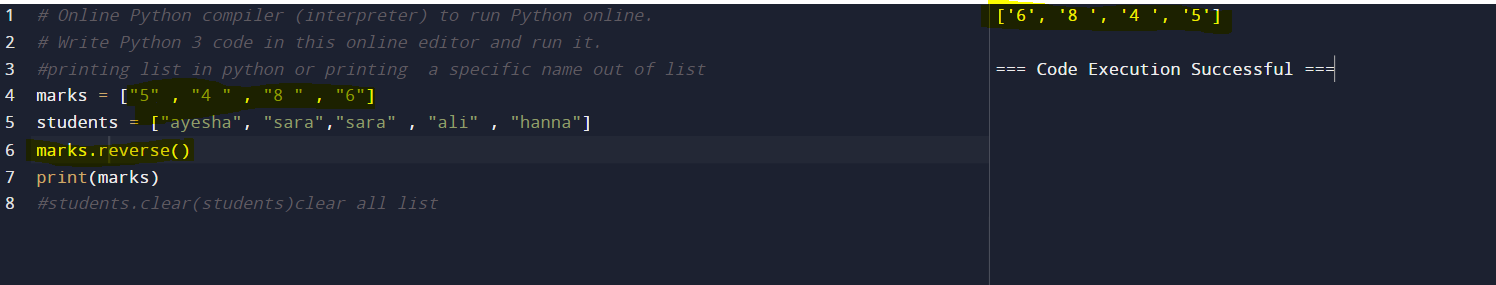 1 # Online Python compiler (interpreter) to run Python online.
2 # Write Python 3 code in this online editor and run it.
3 #printing list in python or printing  a specific name out of list
4 marks = ["5" , "4 " , "8 " , "6"]
5 students = ["ayesha", "sara","sara" , "ali" , "hanna"]
6 marks.reverse()
7 print(marks)
8 #students.clear(students)clear all list
['6', '8 ', '4 ', '5']
=== Code Execution Successful ===